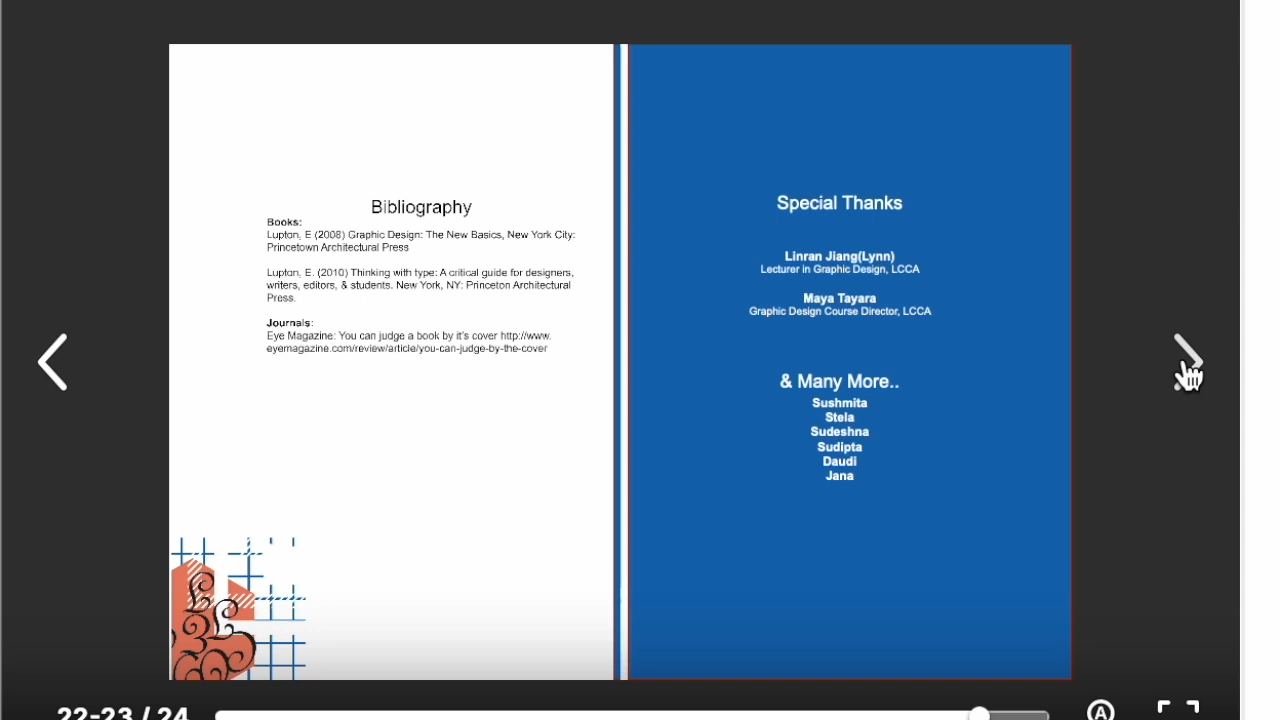 Bibliography
Books:
Lupton, E (2008) Graphic Design: The New Basics, New York City:
Princetown Architectural Press
Lupton, E. (2010) Thinking with type: A critical guide for designers,
writers, editors, & students. New York, NY: Princeton Architectural
Press.
Journals:
Eye Magazine: You can judge a book by it's cover http://www.
eyemagazine.com/review/article/you-can-judge-by-the-cover
Special Thanks
Linran Jiang(Lynn)
Lecturer in Graphic Design, LCCA
Maya Tayara
Graphic Design Course Director, LCCA
& Many More..
Sushmita
Stela
Sudeshna
Sudipta
Daudi
Jana
22-23 / 24
A